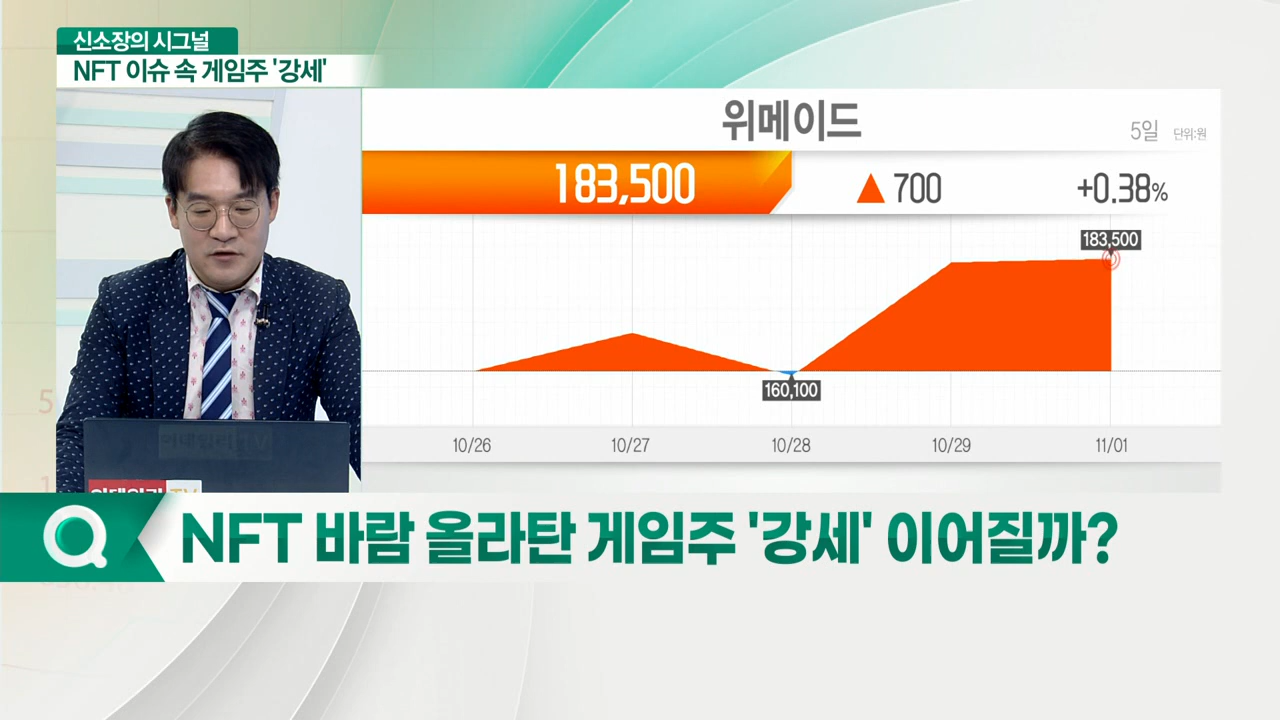 신소장의 시그널
NFT 이슈 속 게임주 '강세'
위메이드
5일 단위:원
183,500 ▲ 700 +0.38%
183,500
160,100
10/26 10/27 10/28 10/29 11/01
NFT 바람 올라탄 게임주 '강세' 이어질까?